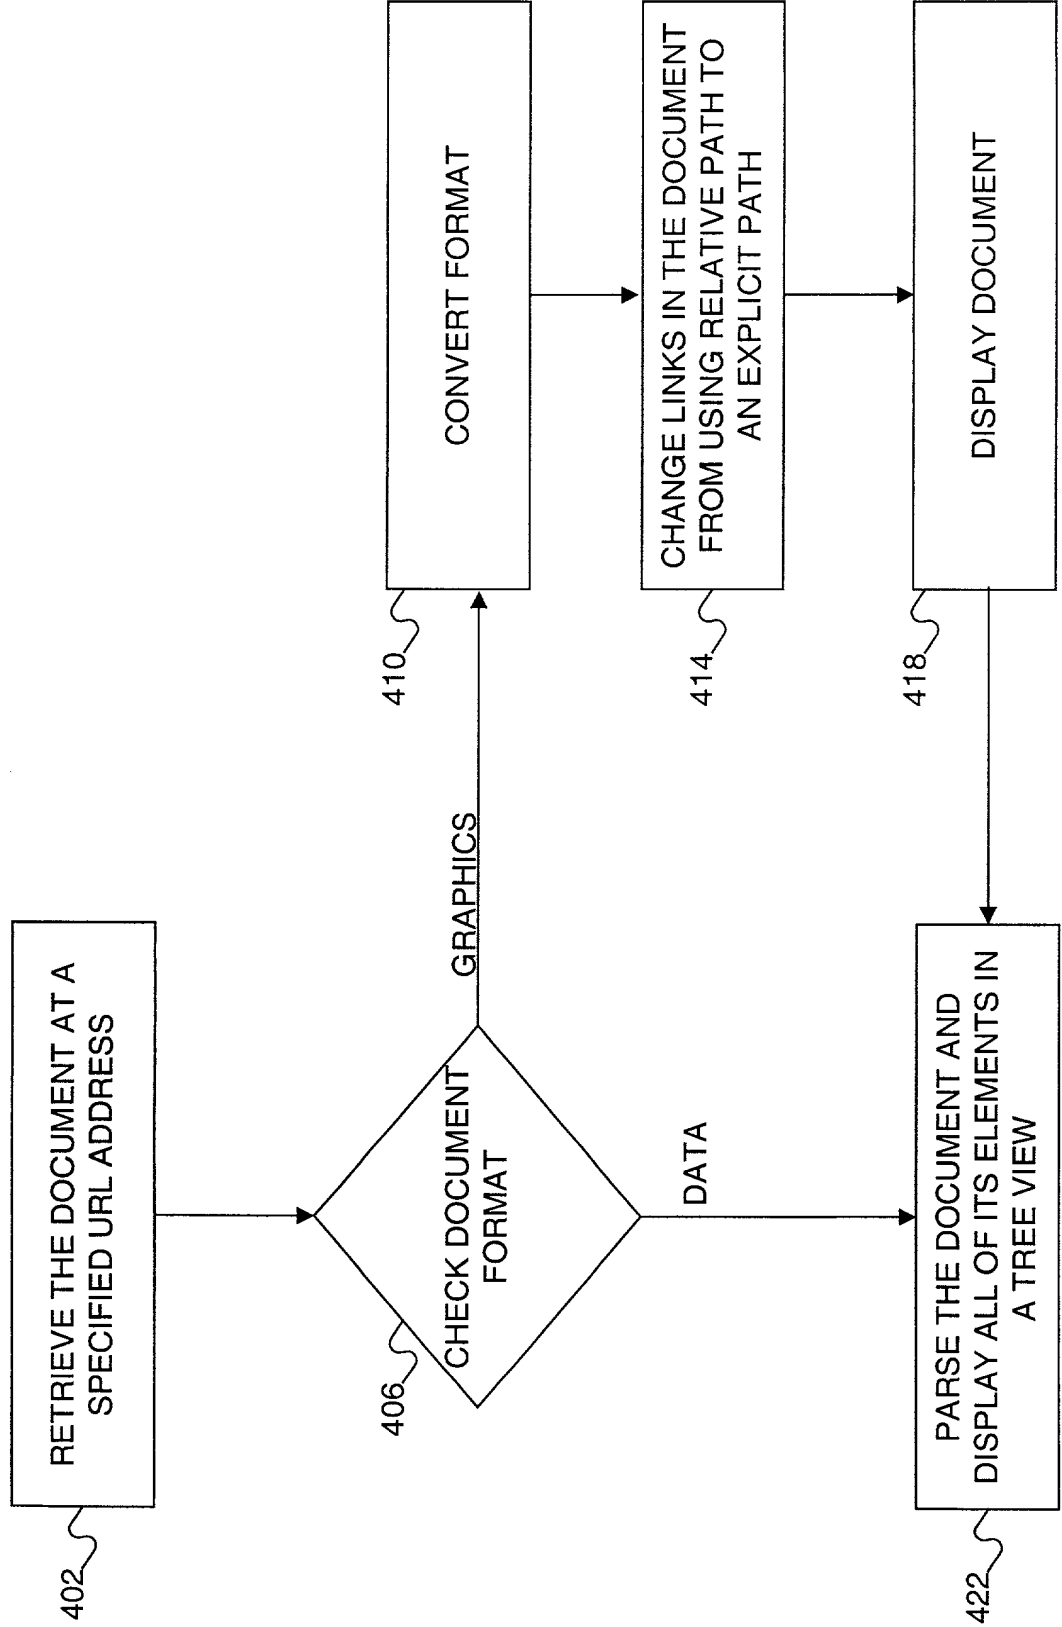 402
RETRIEVE THE DOCUMENT AT A
SPECIFIED URL ADDRESS
406
CHECK DOCUMENT
FORMAT
GRAPHICS
410
CONVERT FORMAT
414
CHANGE LINKS IN THE DOCUMENT
FROM USING RELATIVE PATH TO
AN EXPLICIT PATH
418
DISPLAY DOCUMENT
DATA
422
PARSE THE DOCUMENT AND
DISPLAY ALL OF ITS ELEMENTS IN
A TREE VIEW